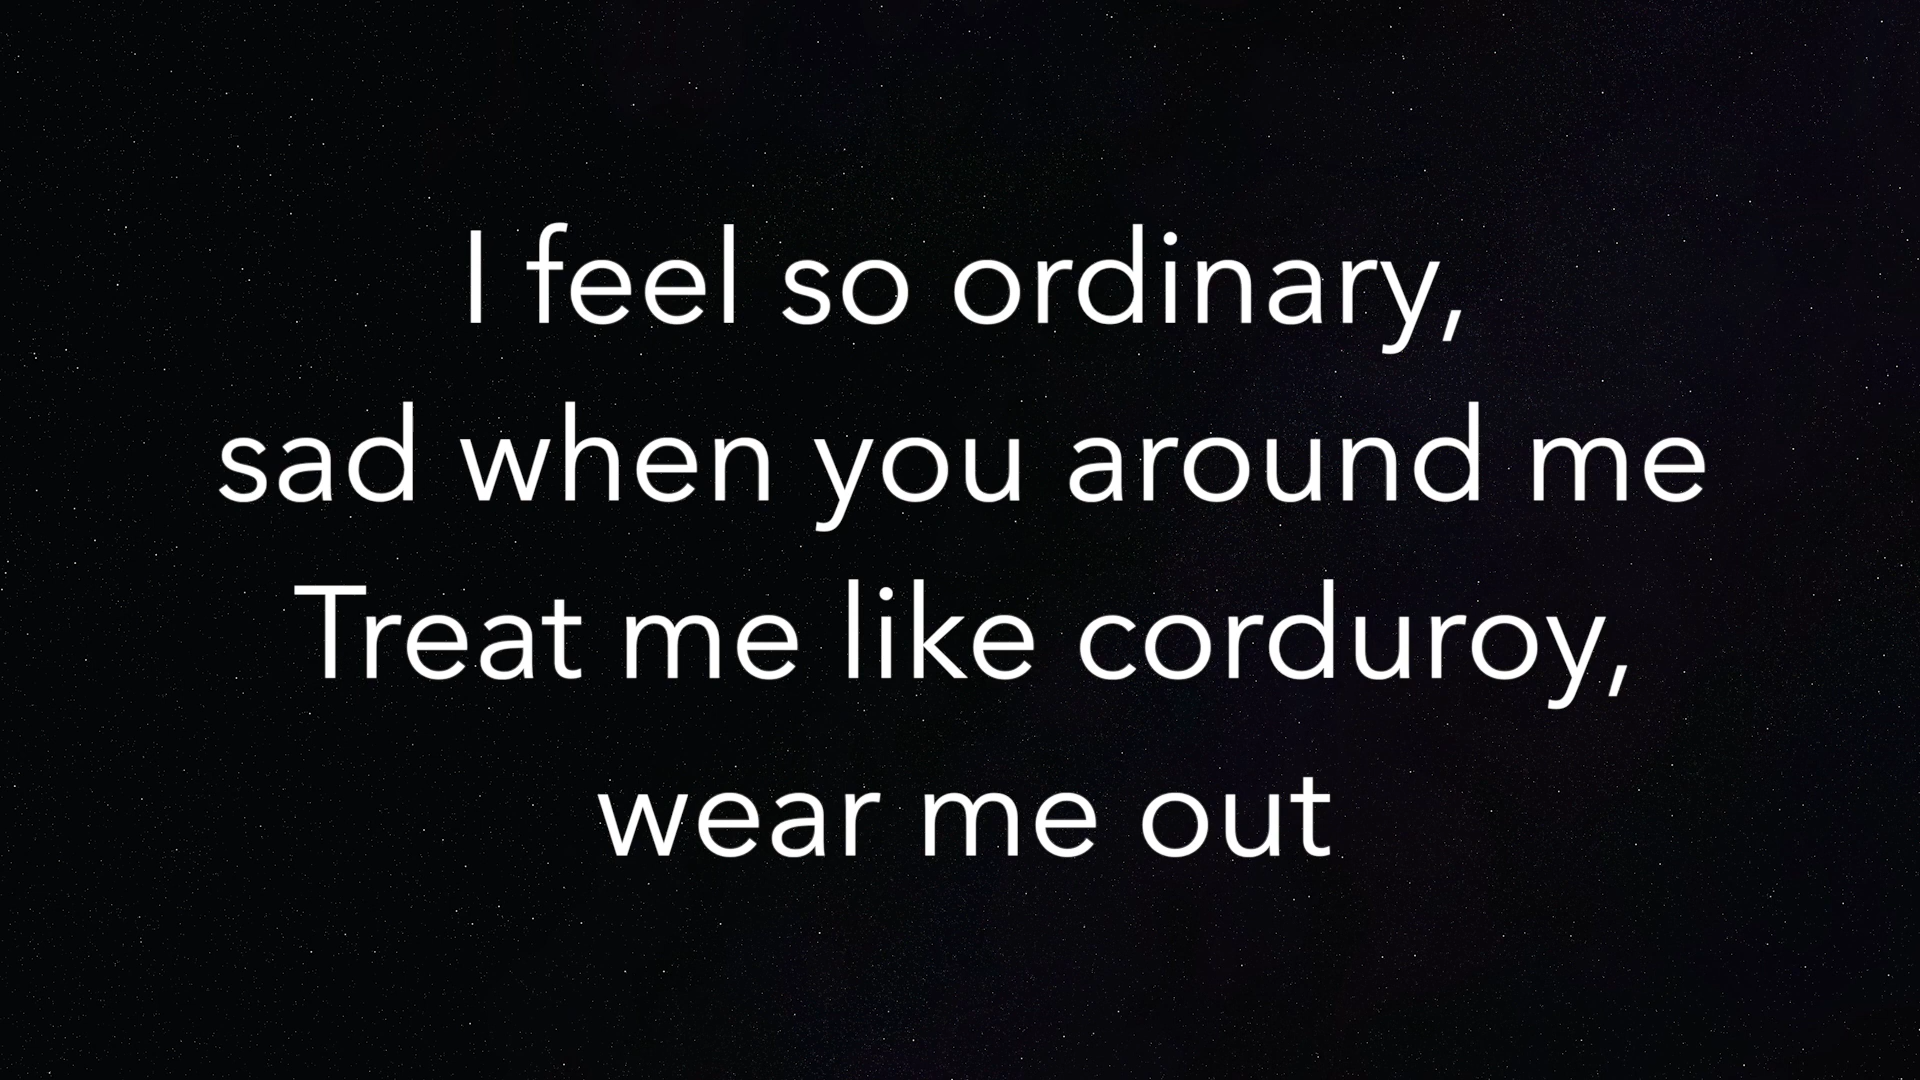 I feel so ordinary,
sad when you around me
Treat me like corduroy,
wear me out